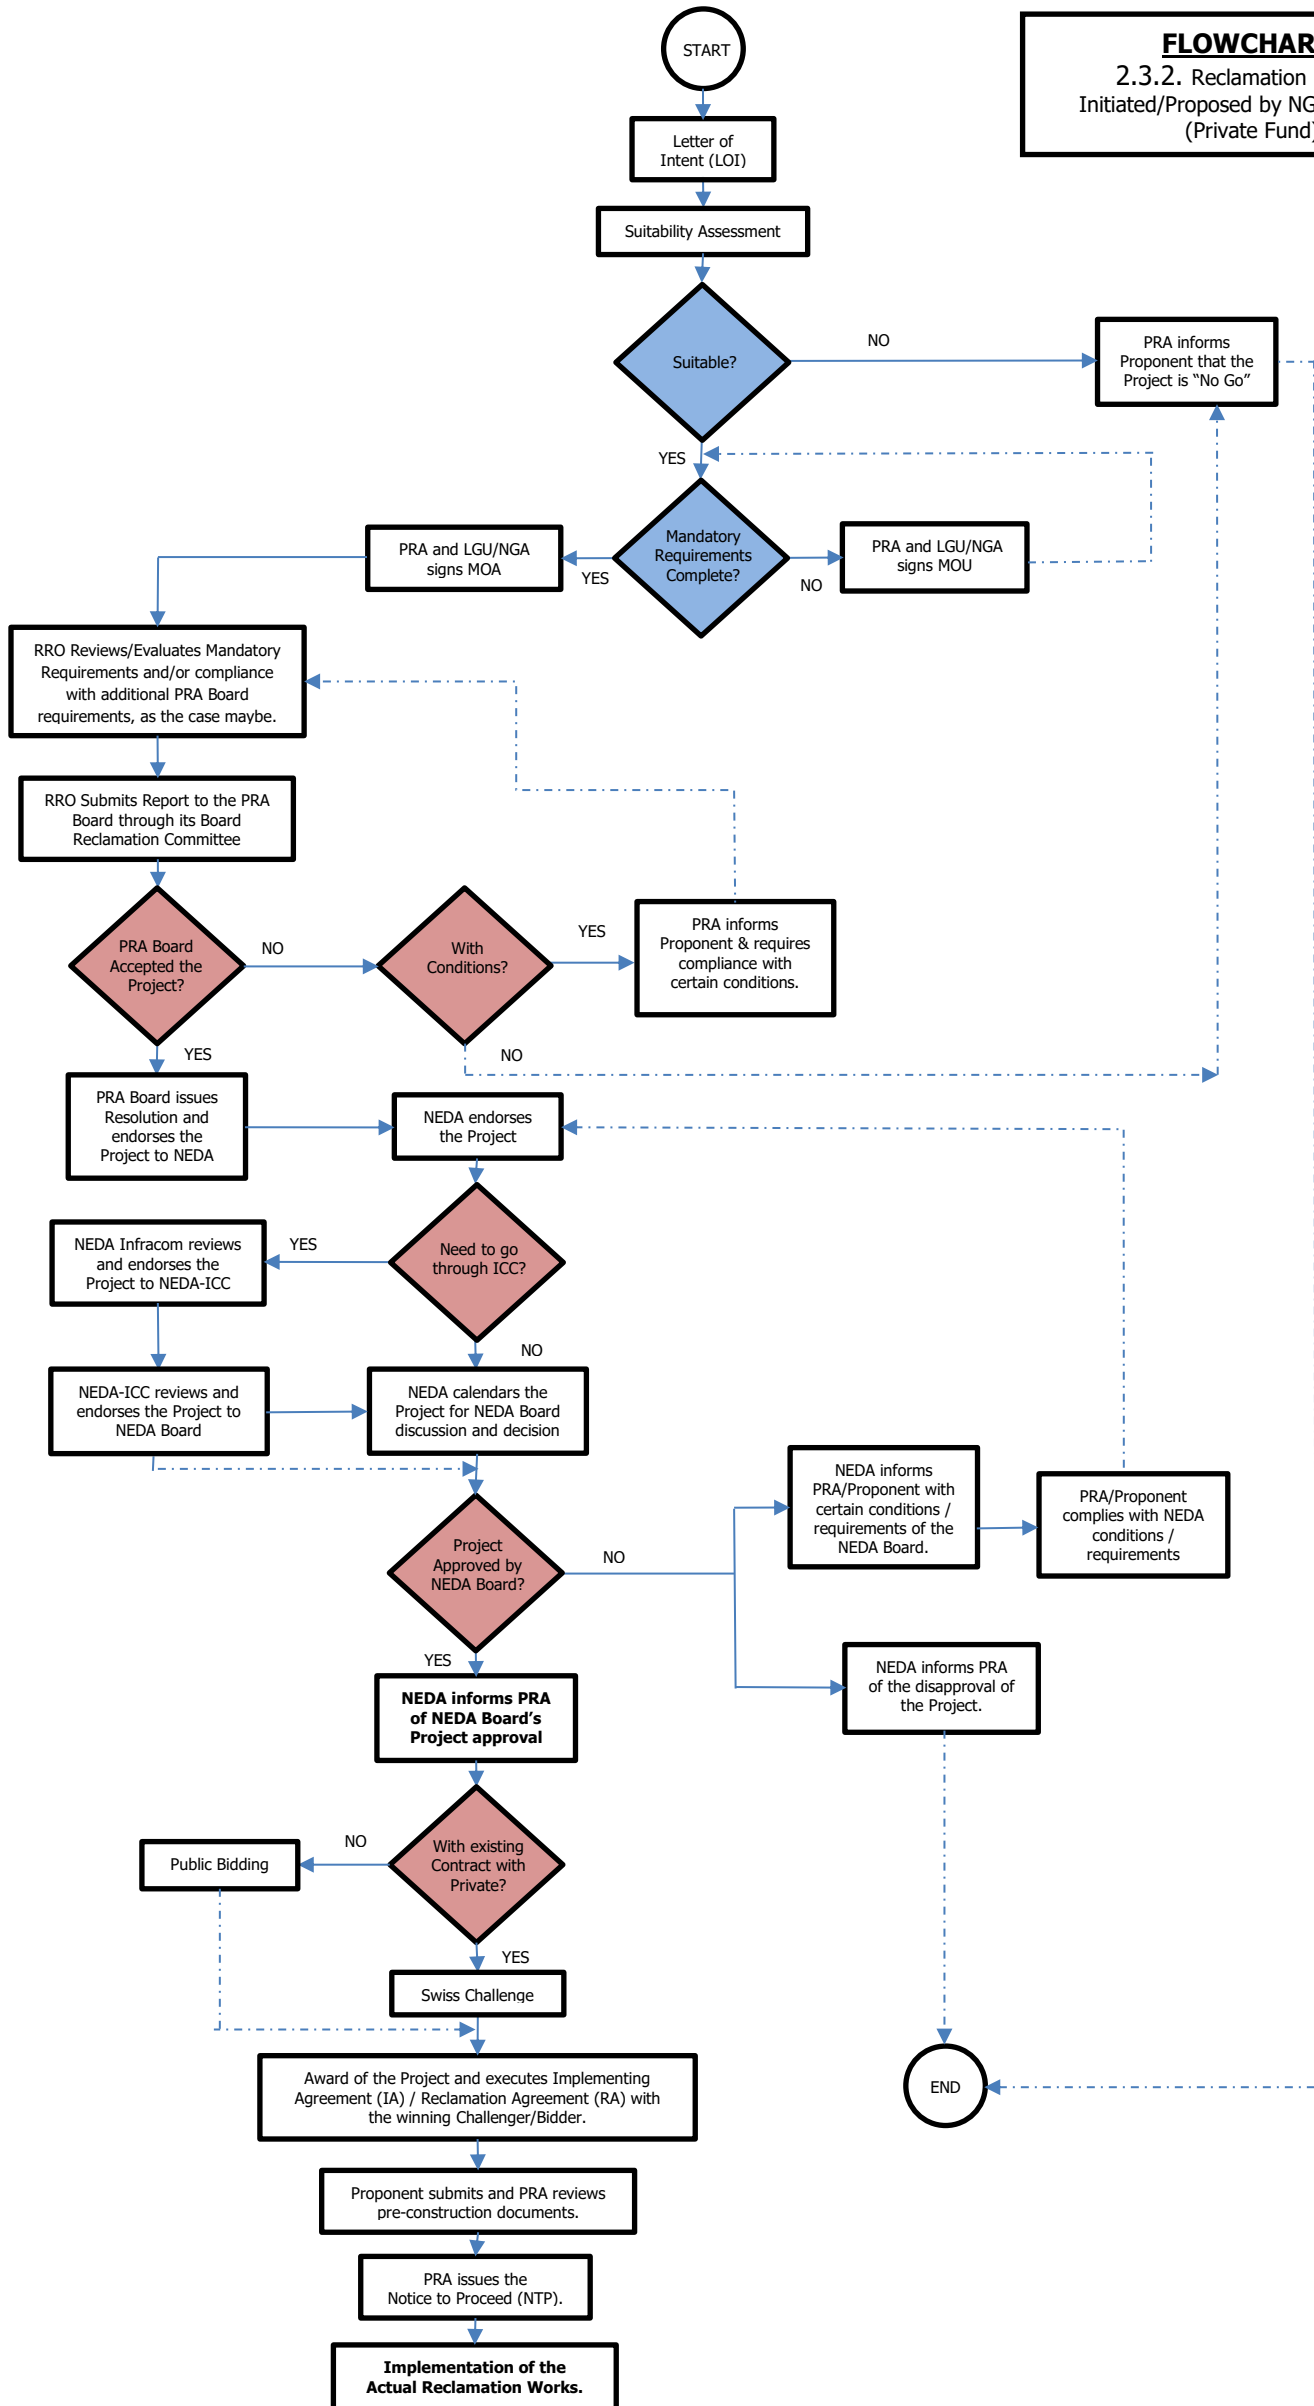 START
FLOWCHAR
2.3.2. Reclamation
Initiated/Proposed by NG
(Private Fund)
Letter of
Intent (LOI)
Suitability Assessment
Suitable?
NO
PRA informs
Proponent that the
Project is “No Go”
YES
Mandatory
Requirements
Complete?
PRA and LGU/NGA
signs MOA
YES
NO
PRA and LGU/NGA
signs MOU
RRO Reviews/Evaluates Mandatory
Requirements and/or compliance
with additional PRA Board
requirements, as the case maybe.
RRO Submits Report to the PRA
Board through its Board
Reclamation Committee
PRA Board
Accepted the
Project?
NO
With
Conditions?
YES
PRA informs
Proponent & requires
compliance with
certain conditions.
YES
NO
PRA Board issues
Resolution and
endorses the
Project to NEDA
NEDA endorses
the Project
NEDA Infracom reviews
and endorses the
Project to NEDA-ICC
YES
Need to go
through ICC?
NO
NEDA-ICC reviews and
endorses the Project to
NEDA Board
NEDA calendars the
Project for NEDA Board
discussion and decision
NEDA informs
PRA/Proponent with
certain conditions /
requirements of the
NEDA Board.
PRA/Proponent
complies with NEDA
conditions /
requirements
Project
Approved by
NEDA Board?
NO
YES
NEDA informs PRA
of the disapproval of
the Project.
NEDA informs PRA
of NEDA Board’s
Project approval
With existing
Contract with
Private?
NO
Public Bidding
YES
Swiss Challenge
Award of the Project and executes Implementing
Agreement (IA) / Reclamation Agreement (RA) with
the winning Challenger/Bidder.
END
Proponent submits and PRA reviews
pre-construction documents.
PRA issues the
Notice to Proceed (NTP).
Implementation of the
Actual Reclamation Works.